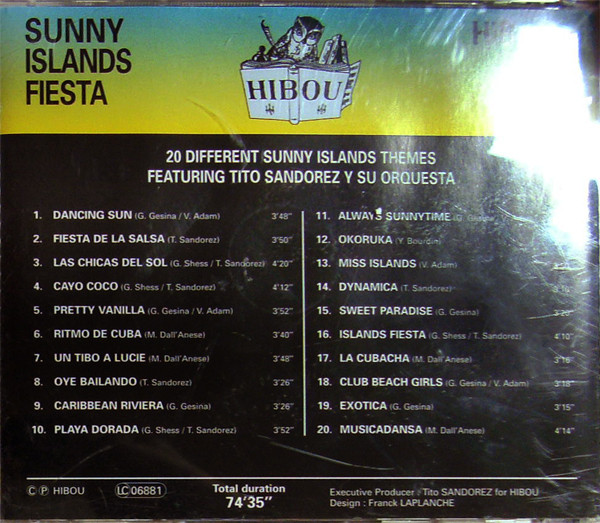 SUNNY
ISLANDS
FIESTA
HIBOU
20 DIFFERENT SUNNY ISLANDS THEMES
FEATURING TITO SANDOREZ Y SU ORQUESTA
1. DANCING SUN (G. Gesina / V. Adam) 3'48"
2. FIESTA DE LA SALSA (T. Sandorez) 3'50"
3. LAS CHICAS DEL SOL (G. Shess / T. Sandorez) 4'20"
4. CAYO COCO (G. Shess / T. Sandorez) 4'12"
5. PRETTY VANILLA (G. Gesina / V. Adam) 3'52"
6. RITMO DE CUBA (M. Dall'Anese) 3'40"
7. UN TIBO A LUCIE (M. Dall'Anese) 3'48"
8. OYE BAILANDO (T. Sandorez) 3'26"
9. CARIBBEAN RIVIERA (G. Gesina) 3'26"
10. PLAYA DORADA (G. Shess / T. Sandorez) 3'52"
11. ALWAYS SUNNYTIME (G. Gesina)
12. OKORUKA (Y. Bourdin)
13. MISS ISLANDS (V. Adam)
14. DYNAMICA (T. Sandorez)
15. SWEET PARADISE (G. Gesina) 3'20"
16. ISLANDS FIESTA (G. Shess / T. Sandorez) 4'10"
17. LA CUBACHA (M. Dall'Anese) 3'16"
18. CLUB BEACH GIRLS (G. Gesina / V. Adam) 3'18"
19. EXOTICA (G. Gesina) 3'15"
20. MUSICADANSA (M. Dall'Anese) 4'14"
© ℗ HIBOU
LC 06881
Total duration
74'35"
Executive Producer : Tito SANDOREZ for HIBOU
Design : Franck LAPLANCHE